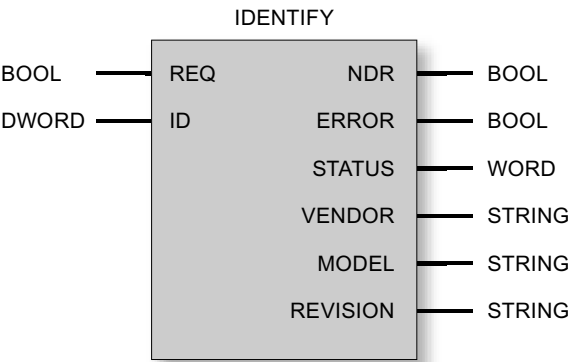 IDENTIFY
BOOL REQ NDR BOOL
DWORD ID ERROR BOOL
STATUS WORD
VENDOR STRING
MODEL STRING
REVISION STRING